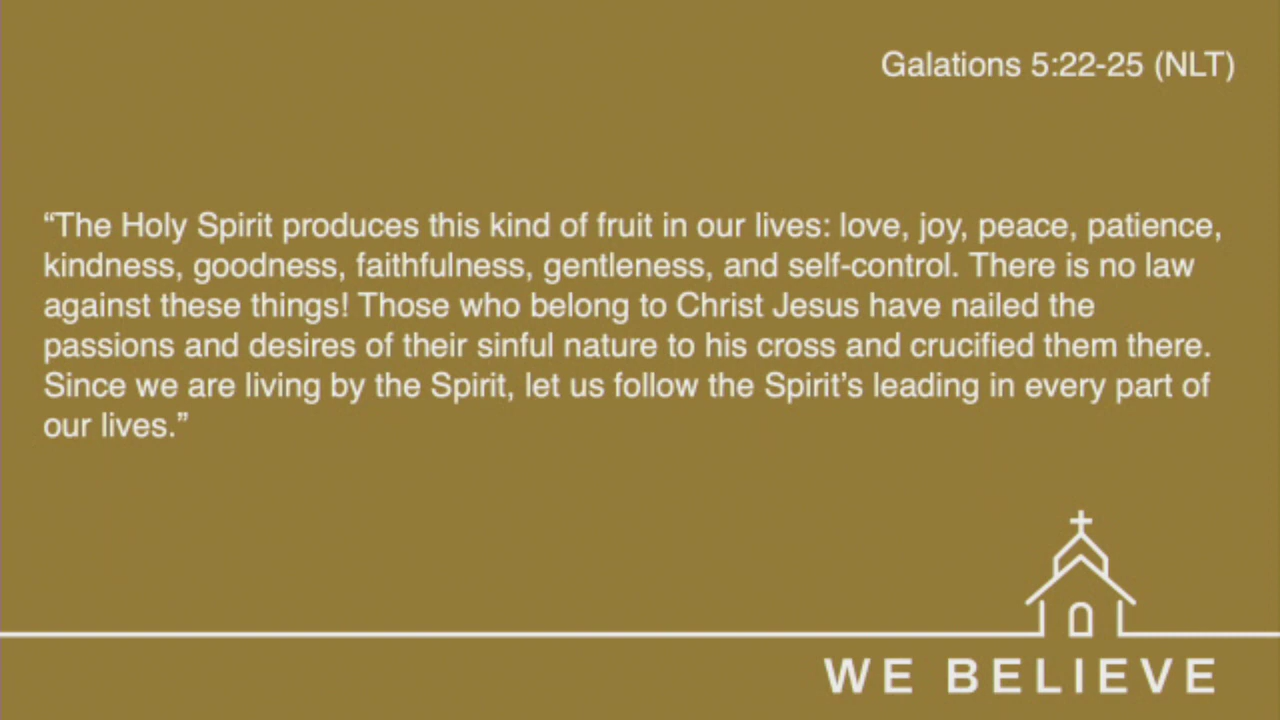 Galations 5:22-25 (NLT)
“The Holy Spirit produces this kind of fruit in our lives: love, joy, peace, patience,
kindness, goodness, faithfulness, gentleness, and self-control. There is no law
against these things! Those who belong to Christ Jesus have nailed the
passions and desires of their sinful nature to his cross and crucified them there.
Since we are living by the Spirit, let us follow the Spirit’s leading in every part of
our lives.”
WE BELIEVE